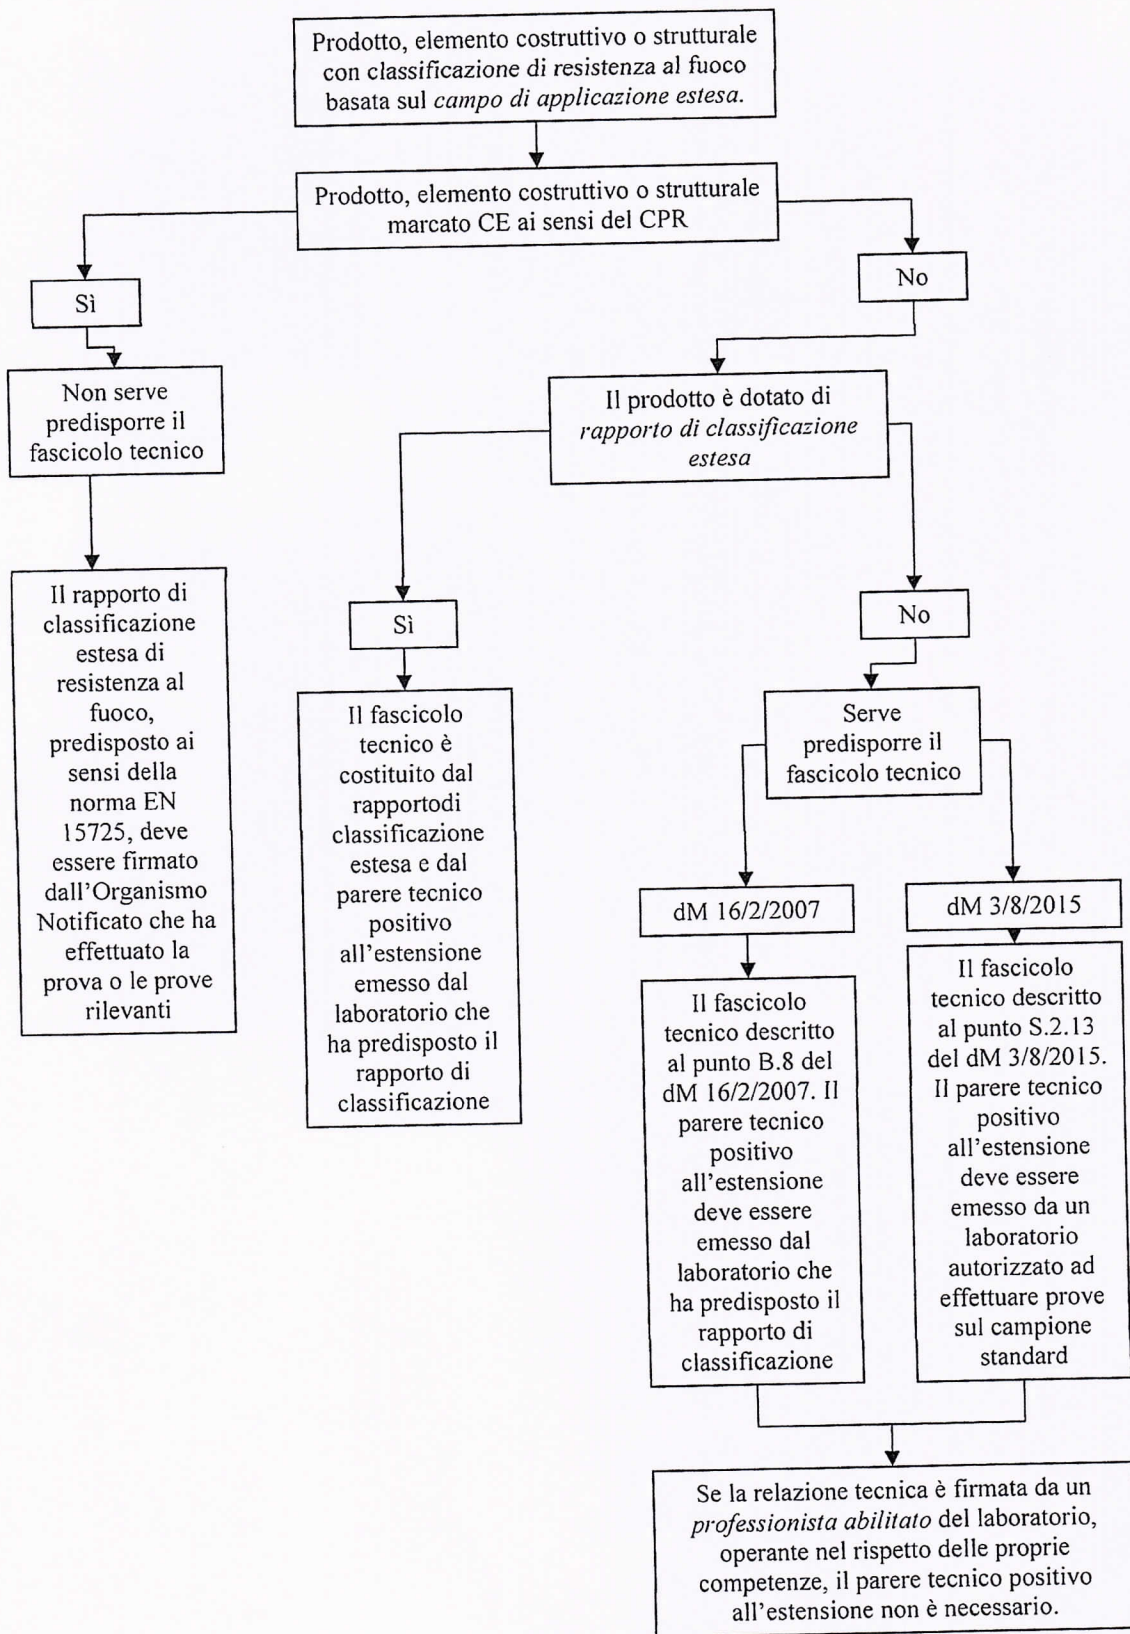 Prodotto, elemento costruttivo o strutturale
con classificazione di resistenza al fuoco
basata sul campo di applicazione estesa.
Prodotto, elemento costruttivo o strutturale
marcato CE ai sensi del CPR
Sì
No
Non serve
predisporre il
fascicolo tecnico
Il prodotto è dotato di
rapporto di classificazione
estesa
Il rapporto di
classificazione
estesa di
resistenza al
fuoco,
predisposto ai
sensi della
norma EN
15725, deve
essere firmato
dall'Organismo
Notificato che ha
effettuato la
prova o le prove
rilevanti
Sì
No
Il fascicolo
tecnico è
costituito dal
rapportodi
classificazione
estesa e dal
parere tecnico
positivo
all'estensione
emesso dal
laboratorio che
ha predisposto il
rapporto di
classificazione
Serve
predisporre il
fascicolo tecnico
dM 16/2/2007
dM 3/8/2015
Il fascicolo
tecnico descritto
al punto B.8 del
dM 16/2/2007. Il
parere tecnico
positivo
all'estensione
deve essere
emesso dal
laboratorio che
ha predisposto il
rapporto di
classificazione
Il fascicolo
tecnico descritto
al punto S.2.13
del dM 3/8/2015.
Il parere tecnico
positivo
all'estensione
deve essere
emesso da un
laboratorio
autorizzato ad
effettuare prove
sul campione
standard
Se la relazione tecnica è firmata da un
professionista abilitato del laboratorio,
operante nel rispetto delle proprie
competenze, il parere tecnico positivo
all'estensione non è necessario.